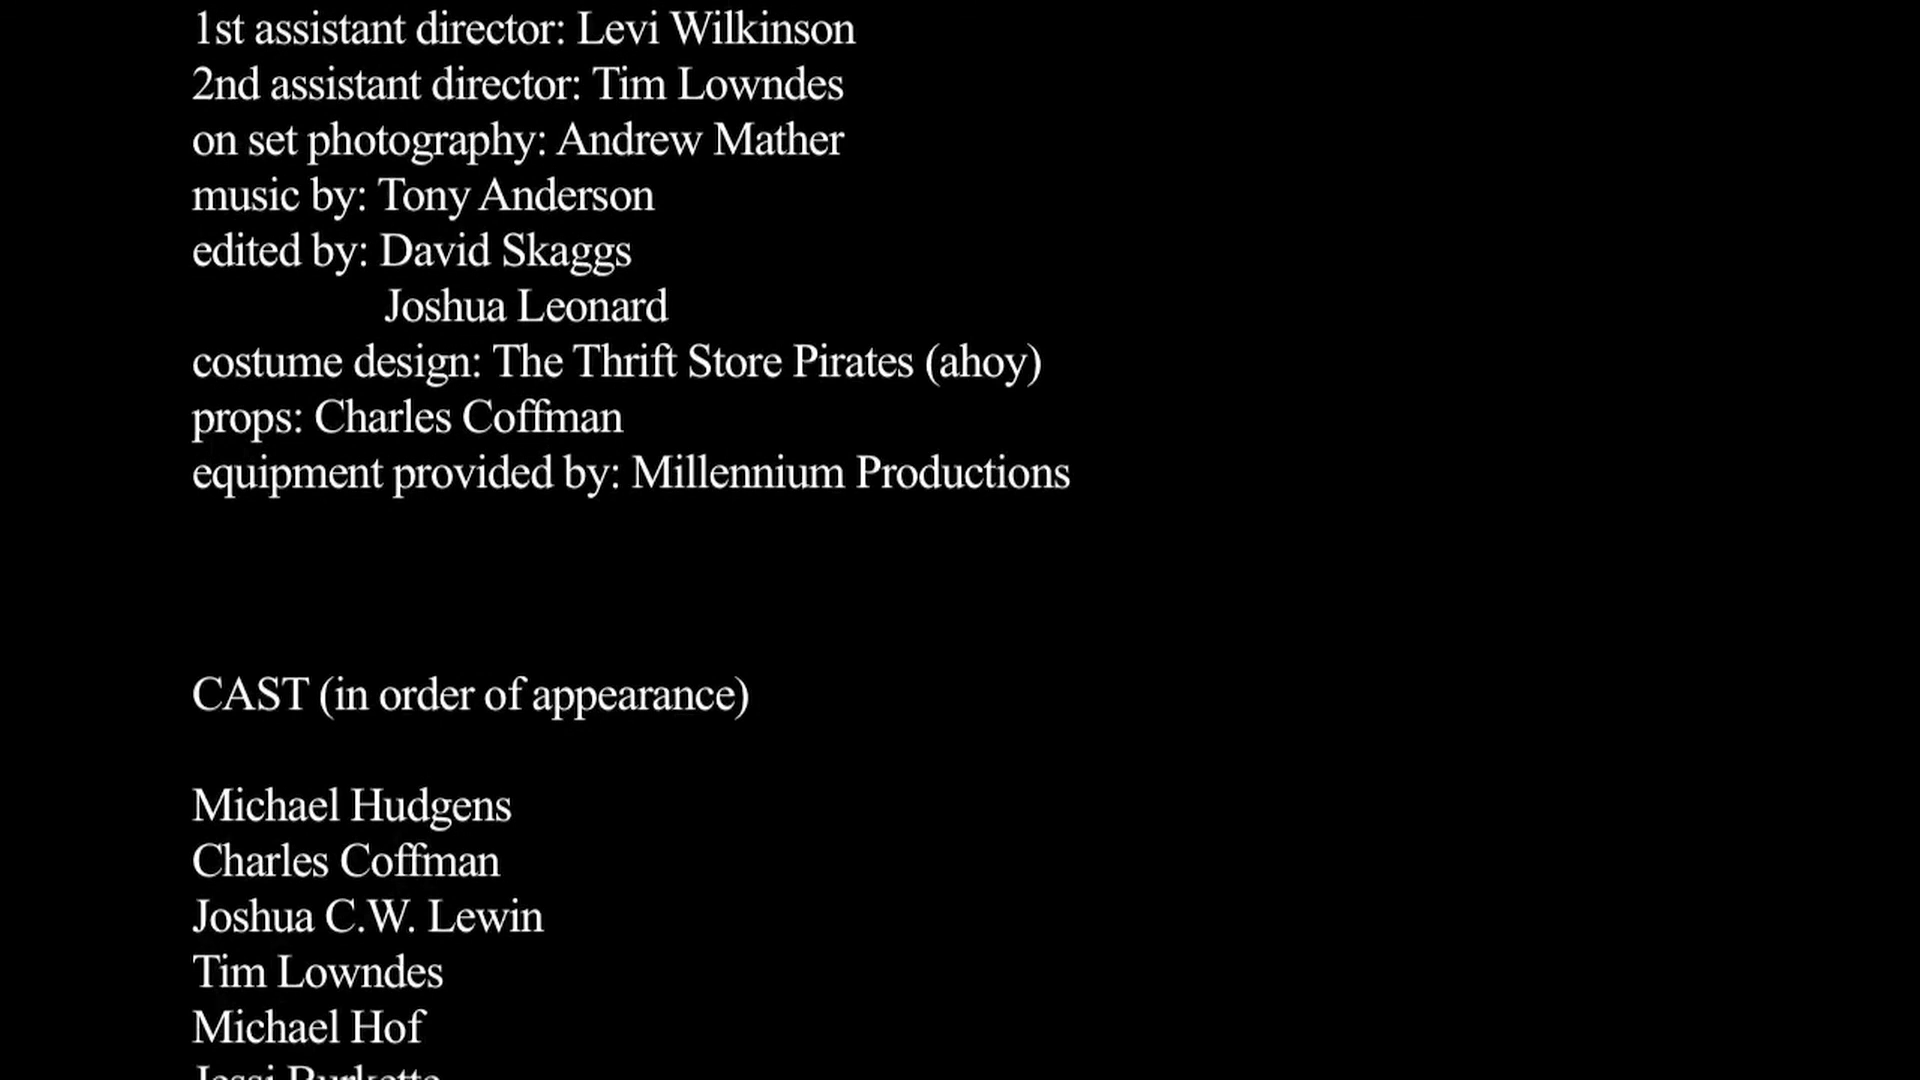 1st assistant director: Levi Wilkinson
2nd assistant director: Tim Lowndes
on set photography: Andrew Mather
music by: Tony Anderson
edited by: David Skaggs
Joshua Leonard
costume design: The Thrift Store Pirates (ahoy)
props: Charles Coffman
equipment provided by: Millennium Productions
CAST (in order of appearance)
Michael Hudgens
Charles Coffman
Joshua C.W. Lewin
Tim Lowndes
Michael Hof